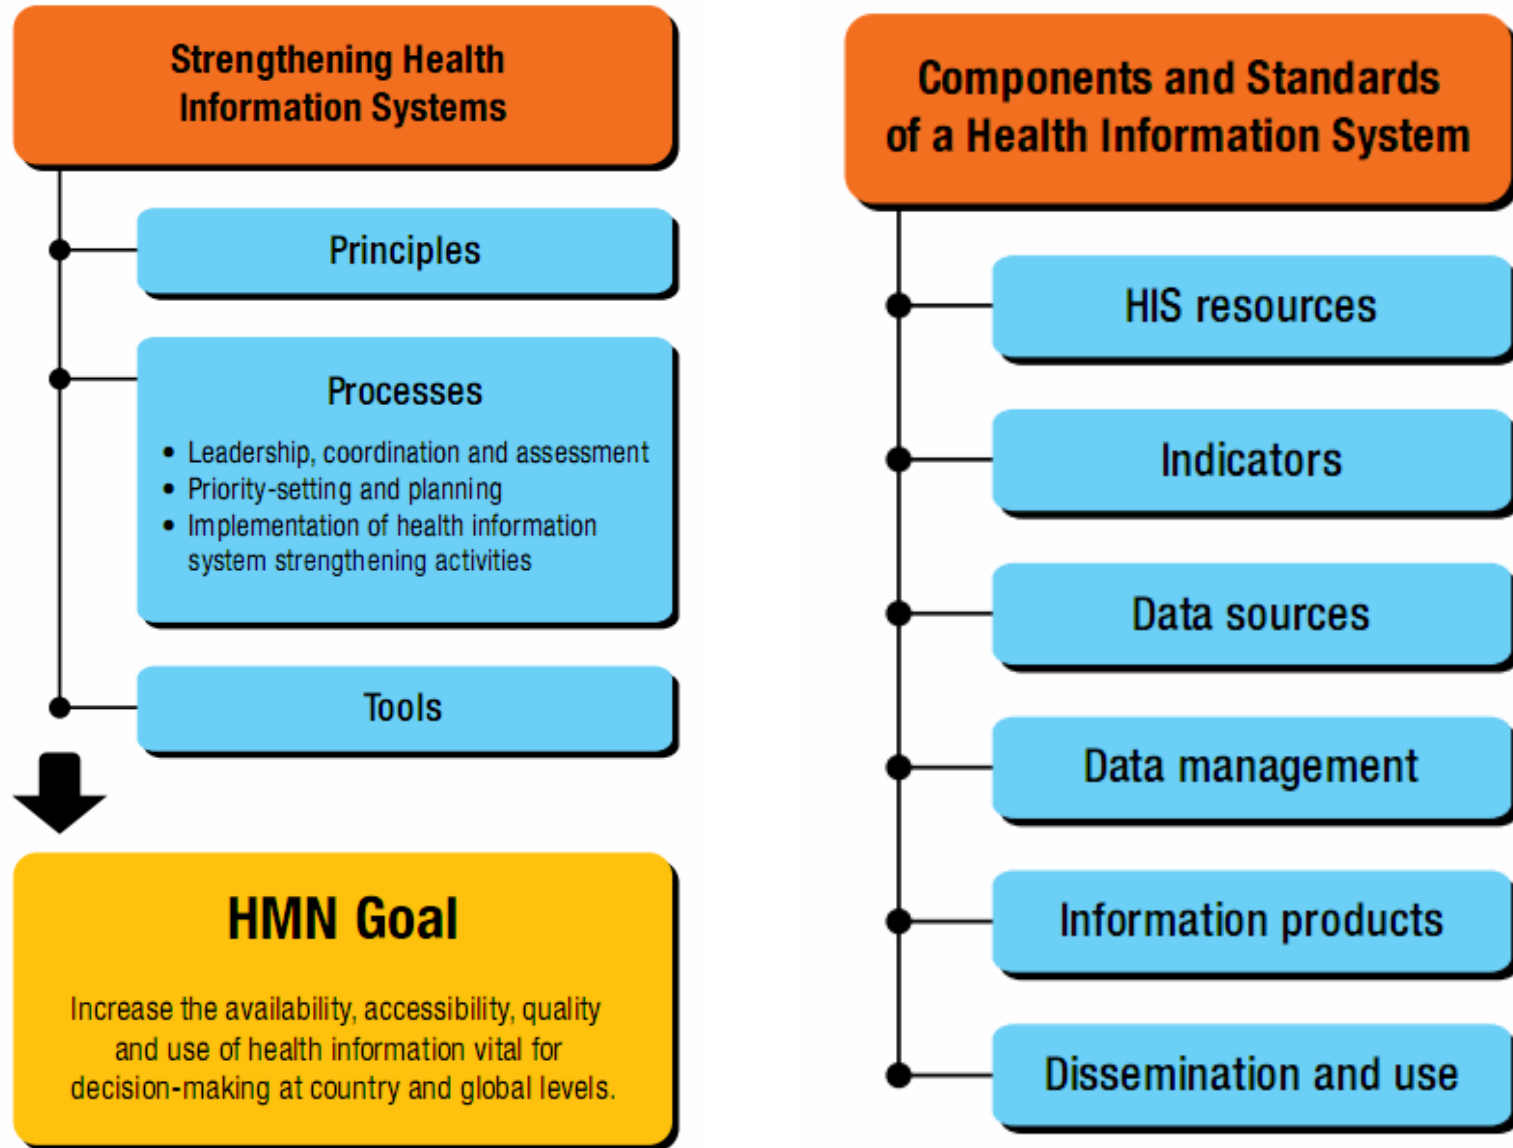 Strengthening Health
Information Systems
Principles
Processes
• Leadership, coordination and assessment
• Priority-setting and planning
• Implementation of health information
system strengthening activities
Tools
HMN Goal
Increase the availability, accessibility, quality
and use of health information vital for
decision-making at country and global levels.
Components and Standards
of a Health Information System
HIS resources
Indicators
Data sources
Data management
Information products
Dissemination and use